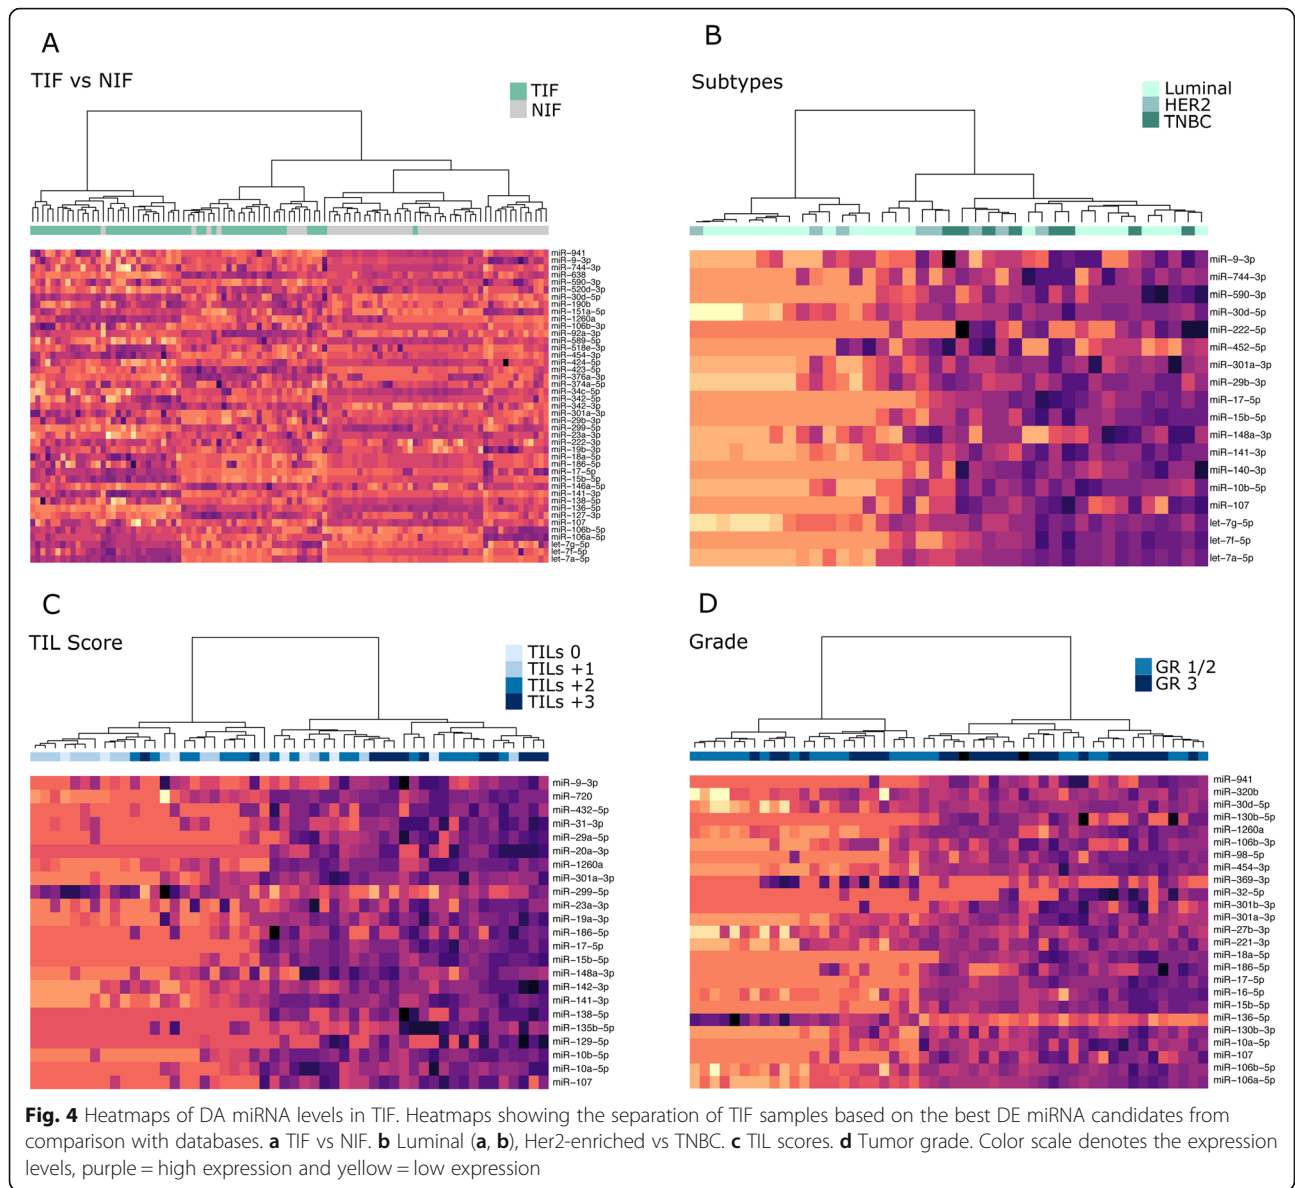 A
TIF vs NIF
TIF
NIF
miR-941
miR-9-3p
miR-744-3p
miR-638
miR-590-3p
miR-520d-3p
miR-30d-5p
miR-190b
miR-151a-5p
miR-1260a
miR-106b-3p
miR-92a-3p
miR-589-5p
miR-518e-3p
miR-454-3p
miR-424-5p
miR-423-5p
miR-376a-3p
miR-374a-5p
miR-34c-5p
miR-342-5p
miR-342-3p
miR-301a-3p
miR-29b-3p
miR-299-5p
miR-23a-3p
miR-222-3p
miR-19b-3p
miR-18a-5p
miR-186-5p
miR-17-5p
miR-15b-5p
miR-146a-5p
miR-141-3p
miR-138-5p
miR-136-5p
miR-127-3p
miR-107
miR-106b-5p
miR-106a-5p
let-7g-5p
let-7f-5p
let-7a-5p
B
Subtypes
Luminal
HER2
TNBC
miR-9-3p
miR-744-3p
miR-590-3p
miR-30d-5p
miR-222-5p
miR-452-5p
miR-301a-3p
miR-29b-3p
miR-17-5p
miR-15b-5p
miR-148a-3p
miR-141-3p
miR-140-3p
miR-10b-5p
miR-107
let-7g-5p
let-7f-5p
let-7a-5p
C
TIL Score
TILs 0
TILs +1
TILs +2
TILs +3
miR-9-3p
miR-720
miR-432-5p
miR-31-3p
miR-29a-5p
miR-20a-3p
miR-1260a
miR-301a-3p
miR-299-5p
miR-23a-3p
miR-19a-3p
miR-186-5p
miR-17-5p
miR-15b-5p
miR-148a-3p
miR-142-3p
miR-141-3p
miR-138-5p
miR-135b-5p
miR-129-5p
miR-10b-5p
miR-10a-5p
miR-107
D
Grade
GR 1/2
GR 3
miR-941
miR-320b
miR-30d-5p
miR-130b-5p
miR-1260a
miR-106b-3p
miR-98-5p
miR-454-3p
miR-369-3p
miR-32-5p
miR-301b-3p
miR-301a-3p
miR-27b-3p
miR-221-3p
miR-18a-5p
miR-186-5p
miR-17-5p
miR-16-5p
miR-15b-5p
miR-136-5p
miR-130b-3p
miR-10a-5p
miR-107
miR-106b-5p
miR-106a-5p
Fig. 4 Heatmaps of DA miRNA levels in TIF. Heatmaps showing the separation of TIF samples based on the best DE miRNA candidates from
comparison with databases. a TIF vs NIF. b Luminal (a, b), Her2-enriched vs TNBC. c TIL scores. d Tumor grade. Color scale denotes the expression
levels, purple = high expression and yellow = low expression